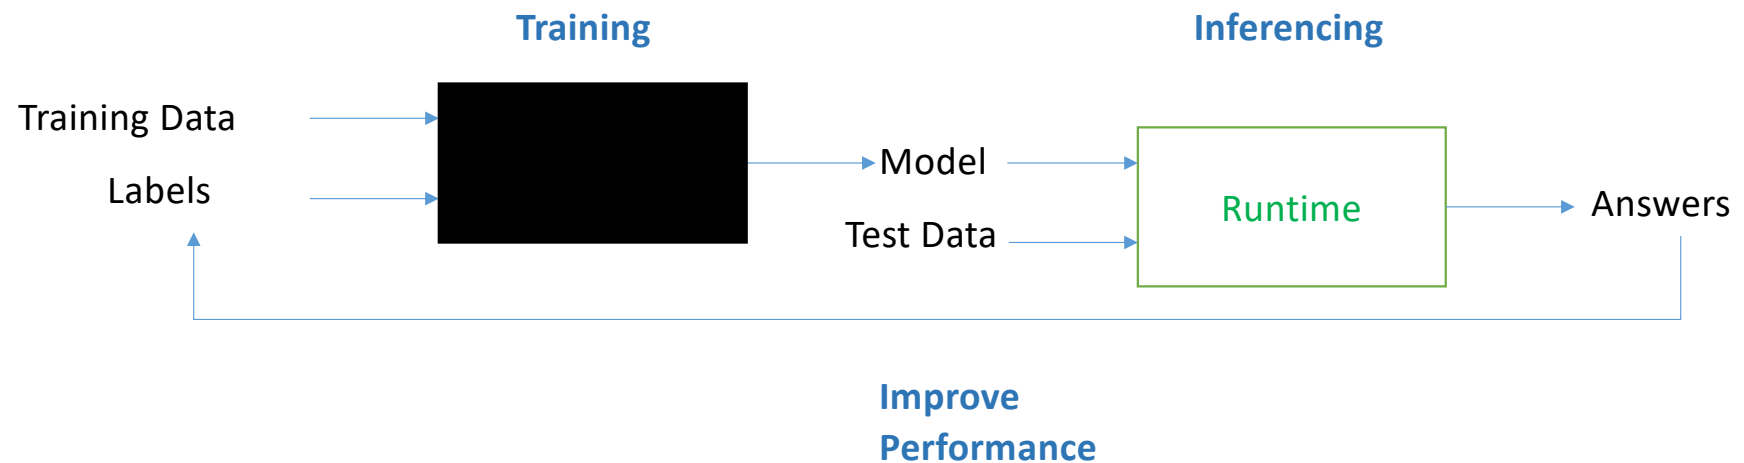 Training
Inferencing
Training Data
Labels
Model
Test Data
Runtime
Answers
Improve
Performance